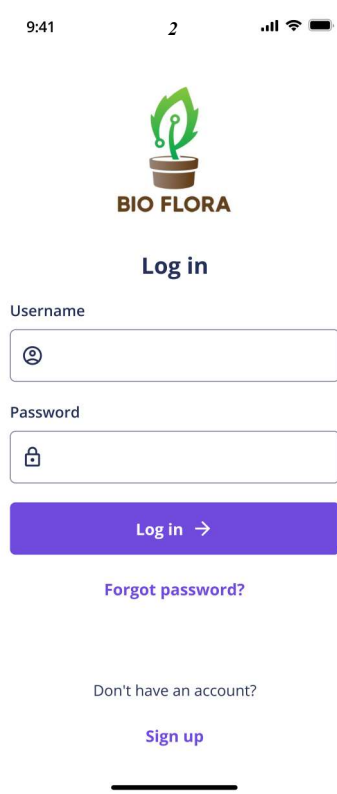 9:41
2
BIO FLORA
Log in
Username
Password
Log in
Forgot password?
Don't have an account?
Sign up